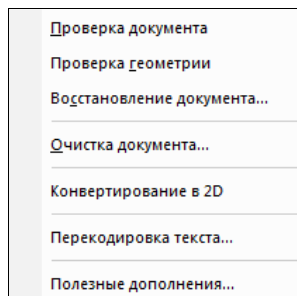 Проверка документа
Проверка геометрии
Восстановление документа...
Очистка документа...
Конвертирование в 2D
Перекодировка текста...
Полезные дополнения...